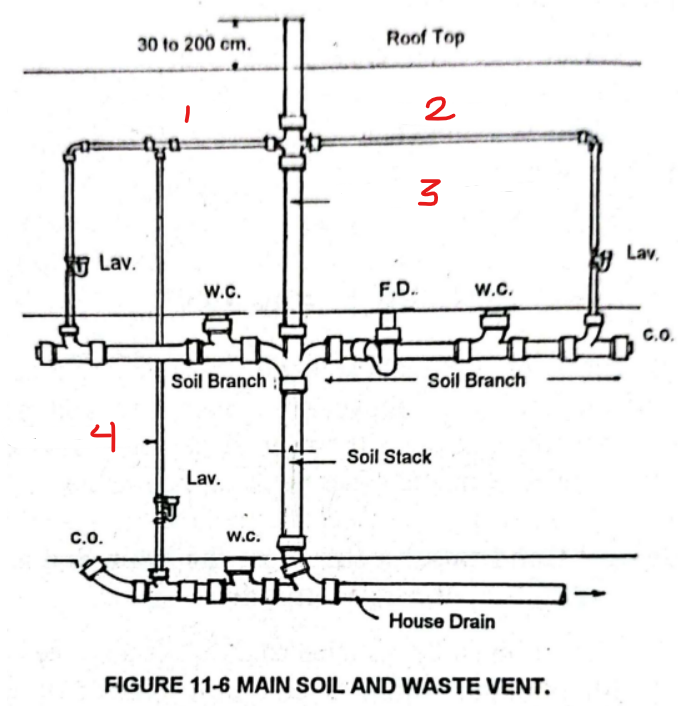 30 to 200 cm.
Roof Top
1
2
3
Lav.
Lav.
W.C.
F.D.
W.C.
C.O.
Soil Branch
Soil Branch
4
Soil Stack
Lav.
C.O.
W.C.
House Drain
FIGURE 11-6 MAIN SOIL AND WASTE VENT.